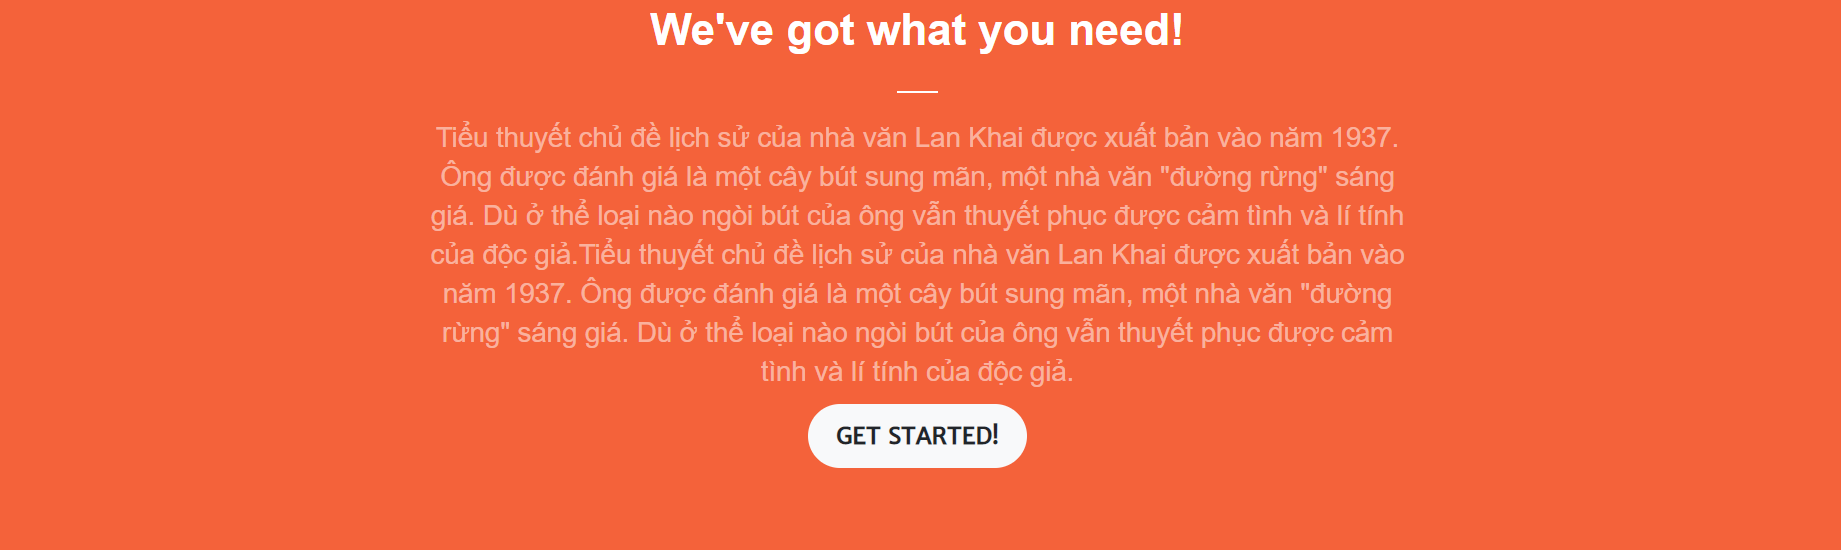 We've got what you need!
Tiểu thuyết chủ đề lịch sử của nhà văn Lan Khai được xuất bản vào năm 1937.
Ông được đánh giá là một cây bút sung mãn, một nhà văn "đường rừng" sáng
giá. Dù ở thể loại nào ngòi bút của ông vẫn thuyết phục được cảm tình và lí tính
của độc giả.Tiểu thuyết chủ đề lịch sử của nhà văn Lan Khai được xuất bản vào
năm 1937. Ông được đánh giá là một cây bút sung mãn, một nhà văn "đường
rừng" sáng giá. Dù ở thể loại nào ngòi bút của ông vẫn thuyết phục được cảm
tình và lí tính của độc giả.
GET STARTED!